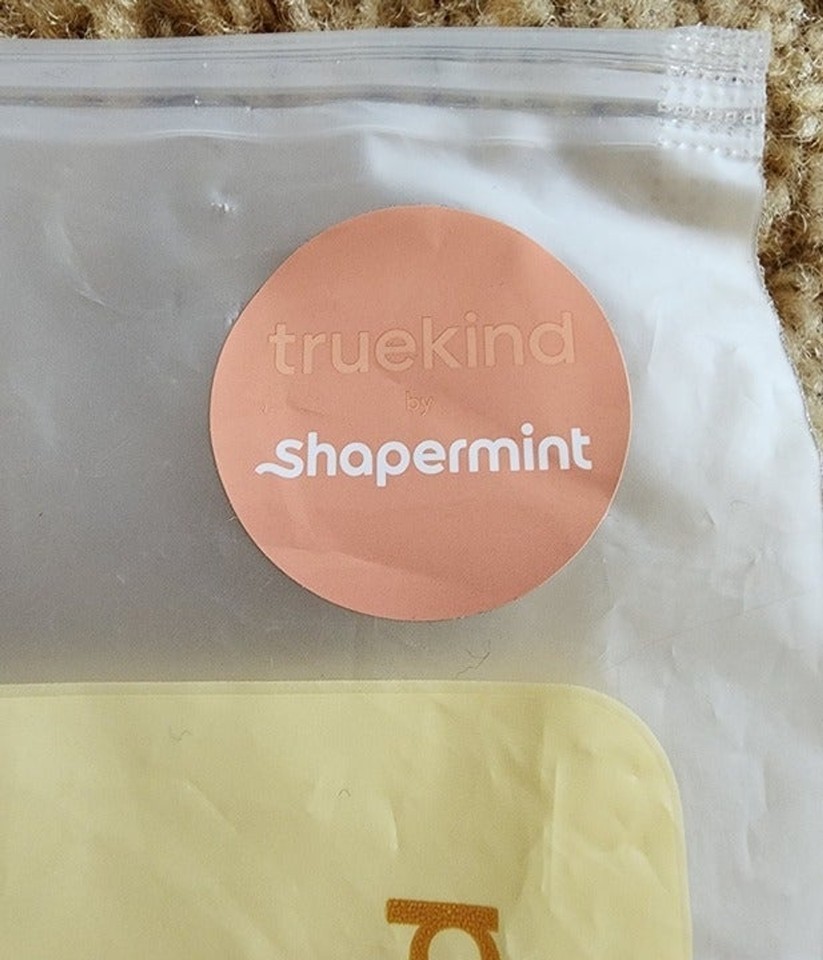 truekind
by
shapermint